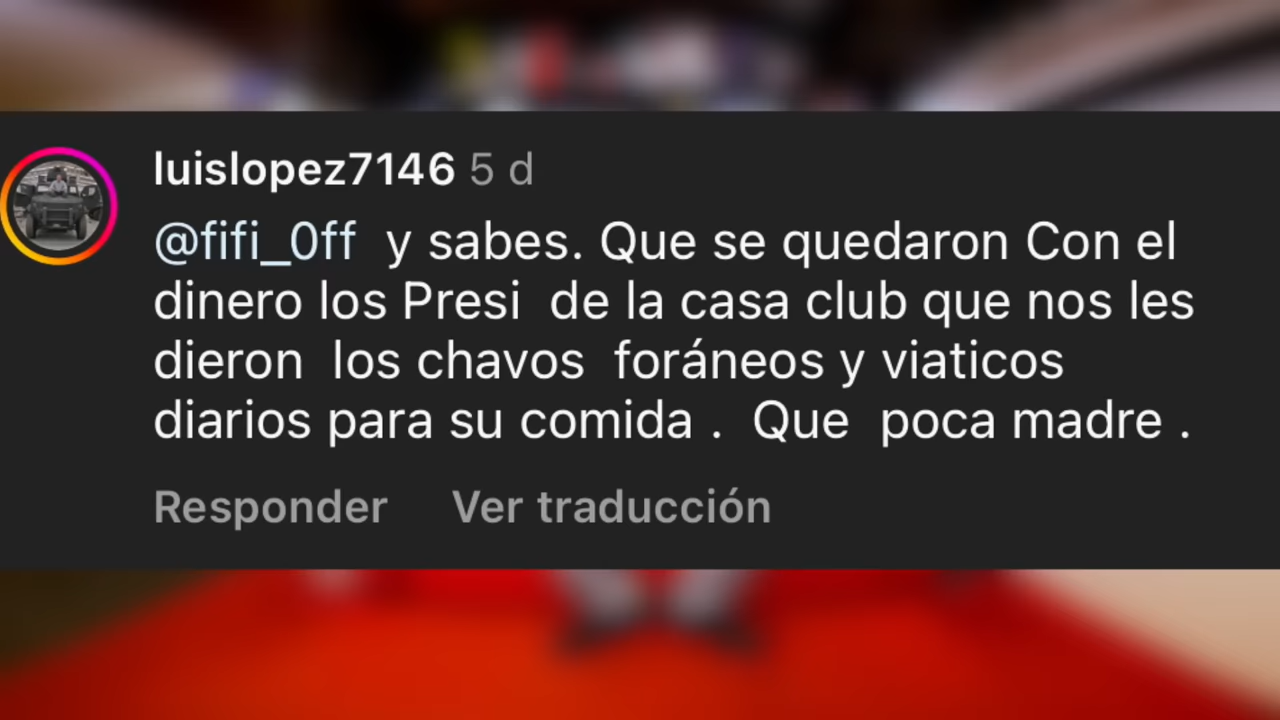 luislopez7146 5 d
@fifi_0ff y sabes. Que se quedaron Con el
dinero los Presi de la casa club que nos les
dieron los chavos foráneos y viaticos
diarios para su comida . Que poca madre .
Responder Ver traducción